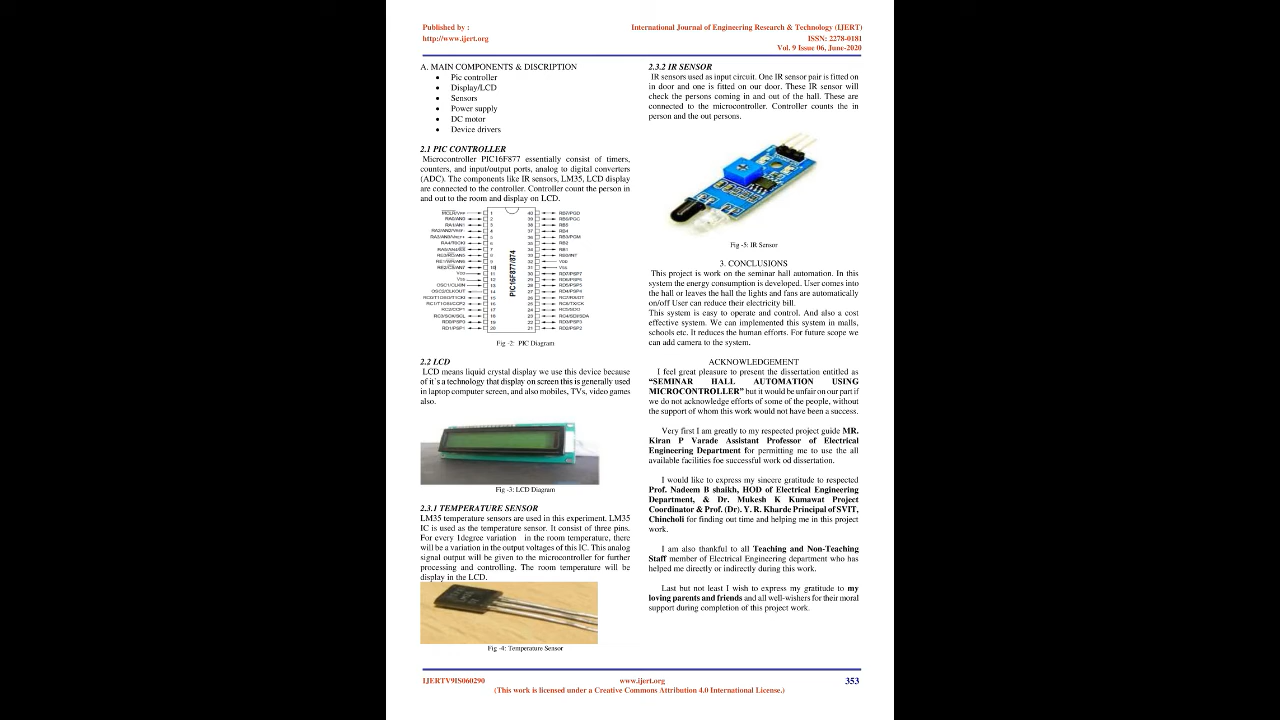 Published by :
http://www.ijert.org
International Journal of Engineering Research & Technology (IJERT)
ISSN: 2278-0181
Vol. 9 Issue 06, June-2020
A. MAIN COMPONENTS & DISCRIPTION
• Pic controller
• Display/LCD
• Sensors
• Power supply
• DC motor
• Device drivers
2.1 PIC CONTROLLER
Microcontroller PIC16F877 essentially consist of timers,
counters, and input/output ports, analog to digital converters
(ADC). The components like IR sensors, LM35, LCD display
are connected to the controller. Controller count the person in
and out to the room and display on LCD.
PIC16F877/874
Fig -2: PIC Diagram
2.2 LCD
LCD means liquid crystal display we use this device because
of it`s a technology that display on screen this is generally used
in laptop computer screen, and also mobiles, TVs, video games
also.
Fig -3: LCD Diagram
2.3.1 TEMPERATURE SENSOR
LM35 temperature sensors are used in this experiment. LM35
IC is used as the temperature sensor. It consist of three pins.
For every 1degree variation in the room temperature, there
will be a variation in the output voltages of this IC. This analog
signal output will be given to the microcontroller for further
processing and controlling. The room temperature will be
display in the LCD.
Fig -4: Temperature Sensor
2.3.2 IR SENSOR
IR sensors used as input circuit. One IR sensor pair is fitted on
in door and one is fitted on our door. These IR sensor will
check the persons coming in and out of the hall. These are
connected to the microcontroller. Controller counts the in
person and the out persons.
Fig -5: IR Sensor
3. CONCLUSIONS
This project is work on the seminar hall automation. In this
system the energy consumption is developed. User comes into
the hall or leaves the hall the lights and fans are automatically
on/off User can reduce their electricity bill.
This system is easy to operate and control. And also a cost
effective system. We can implemented this system in malls,
schools etc. It reduces the human efforts. For future scope we
can add camera to the system.
ACKNOWLEDGEMENT
I feel great pleasure to present the dissertation entitled as
“SEMINAR HALL AUTOMATION USING
MICROCONTROLLER” but it would be unfair on our part if
we do not acknowledge efforts of some of the people, without
the support of whom this work would not have been a success.
Very first I am greatly to my respected project guide MR.
Kiran P Varade Assistant Professor of Electrical
Engineering Department for permitting me to use the all
available facilities foe successful work od dissertation.
I would like to express my sincere gratitude to respected
Prof. Nadeem B shaikh, HOD of Electrical Engineering
Department, & Dr. Mukesh K Kumawat Project
Coordinator & Prof. (Dr). Y. R. Kharde Principal of SVIT,
Chincholi for finding out time and helping me in this project
work.
I am also thankful to all Teaching and Non-Teaching
Staff member of Electrical Engineering department who has
helped me directly or indirectly during this work.
Last but not least I wish to express my gratitude to my
loving parents and friends and all well-wishers for their moral
support during completion of this project work.
IJERTV9IS060290
www.ijert.org
353
(This work is licensed under a Creative Commons Attribution 4.0 International License.)